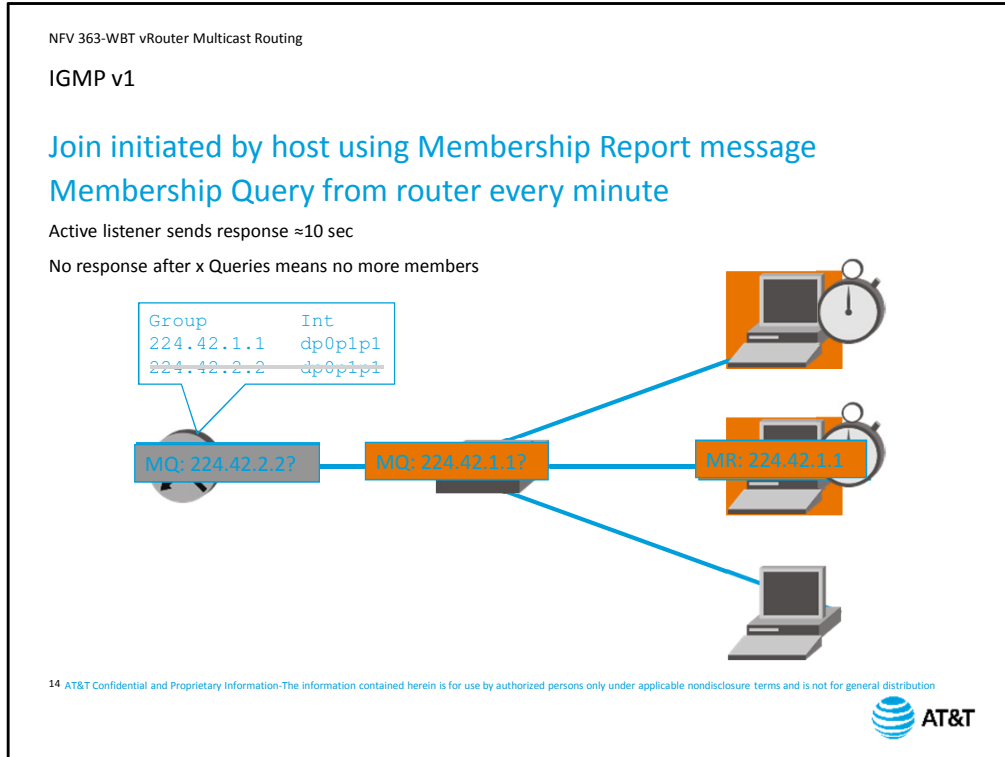 NFV 363-WBT vRouter Multicast Routing
IGMP v1
Join initiated by host using Membership Report message
Membership Query from router every minute
Active listener sends response ≈10 sec
No response after x Queries means no more members
Group Int
224.42.1.1 dp0p1p1
224.42.2.2 dp0p1p1
MQ: 224.42.2.2?
MQ: 224.42.1.1?
MR: 224.42.1.1
14 AT&T Confidential and Proprietary Information-The information contained herein is for use by authorized persons only under applicable nondisclosure terms and is not for general distribution
AT&T